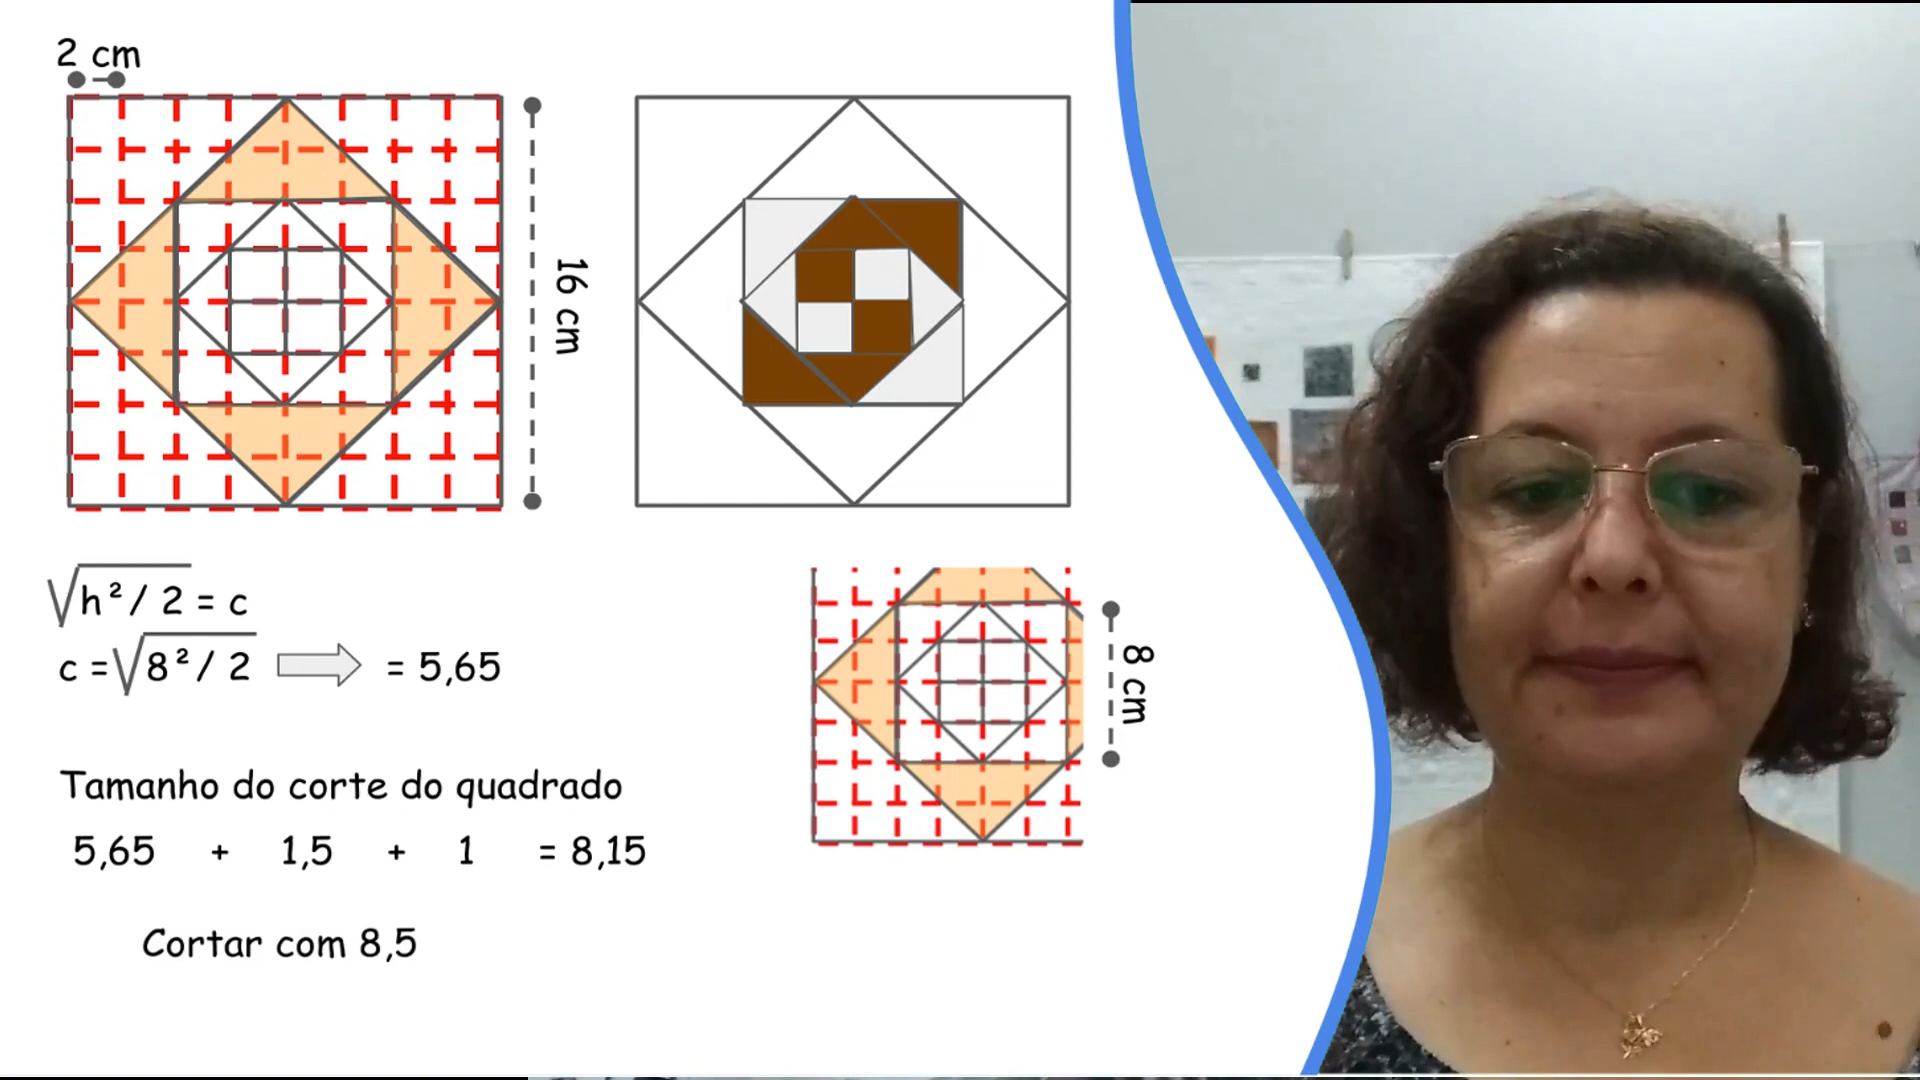 2 cm
16 cm
√h²/ 2 = c
c =√8²/ 2 = 5,65
8 cm
Tamanho do corte do quadrado
5,65 + 1,5 + 1 = 8,15
Cortar com 8,5